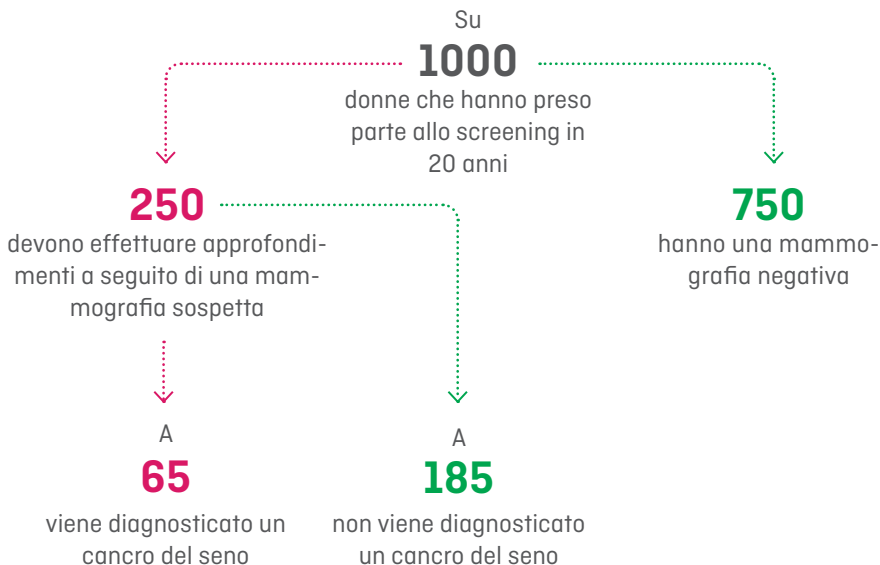 Su
1000
donne che hanno preso
parte allo screening in
20 anni
250
devono effettuare approfondi-
menti a seguito di una mam-
mografia sospetta
750
hanno una mammo-
grafia negativa
A
65
viene diagnosticato un
cancro del seno
A
185
non viene diagnosticato
un cancro del seno